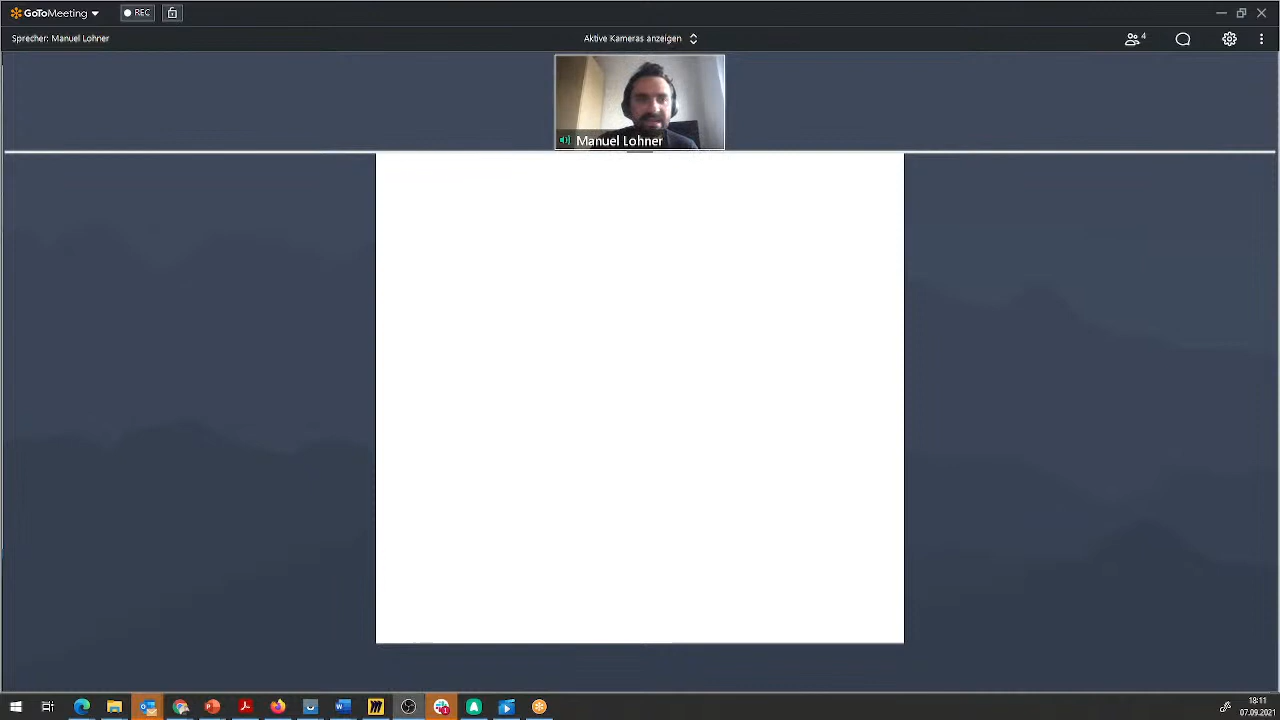 GoToMeeting
REC
Sprecher: Manuel Lohner
Aktive Kameras anzeigen
4
Manuel Lohner
18:11
07.09.2021